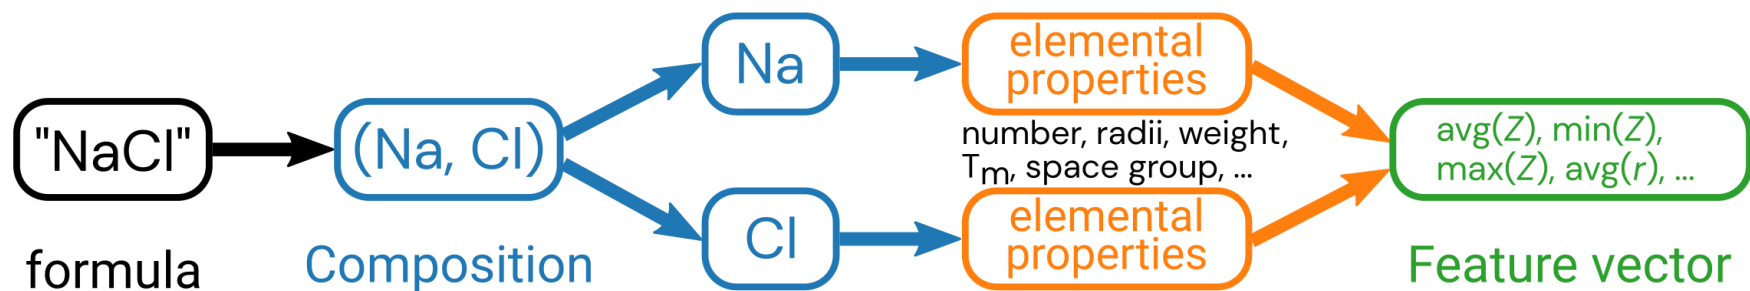 "NaCl"
formula
(Na, Cl)
Composition
Na
Cl
elemental
properties
number, radii, weight,
Tm, space group, ...
elemental
properties
avg(Z), min(Z),
max(Z), avg(r), ...
Feature vector